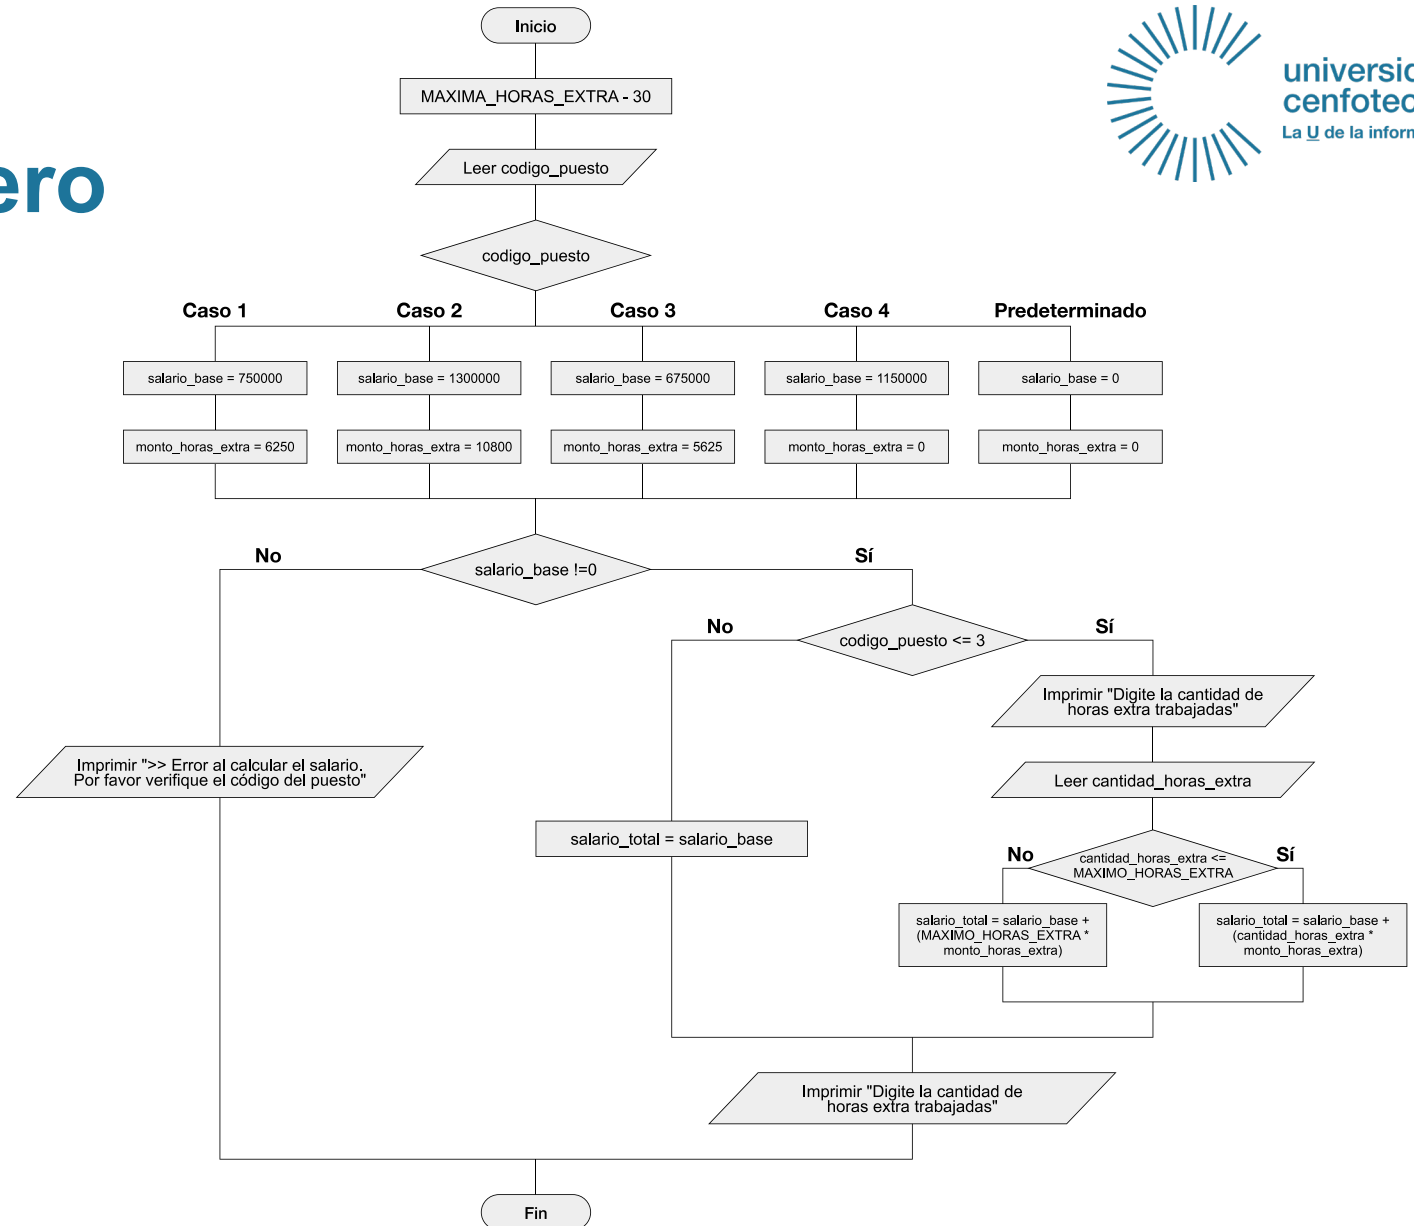 Inicio
universid
cenfotec
La U de la inform
MAXIMA_HORAS_EXTRA - 30
ero
Leer codigo_puesto
codigo_puesto
Caso 1
Caso 2
Caso 3
Caso 4
Predeterminado
salario_base = 750000
salario_base = 1300000
salario_base = 675000
salario_base = 1150000
salario_base = 0
monto_horas_extra = 6250
monto_horas_extra = 10800
monto_horas_extra = 5625
monto_horas_extra = 0
monto_horas_extra = 0
No
salario_base !=0
Sí
No
codigo_puesto <= 3
Sí
Imprimir "Digite la cantidad de
horas extra trabajadas"
Imprimir ">> Error al calcular el salario.
Por favor verifique el código del puesto"
Leer cantidad_horas_extra
salario_total = salario_base
No
cantidad_horas_extra <=
MAXIMO_HORAS_EXTRA
Sí
salario_total = salario_base +
(MAXIMO_HORAS_EXTRA *
monto_horas_extra)
salario_total = salario_base +
(cantidad_horas_extra *
monto_horas_extra)
Imprimir "Digite la cantidad de
horas extra trabajadas"
Fin